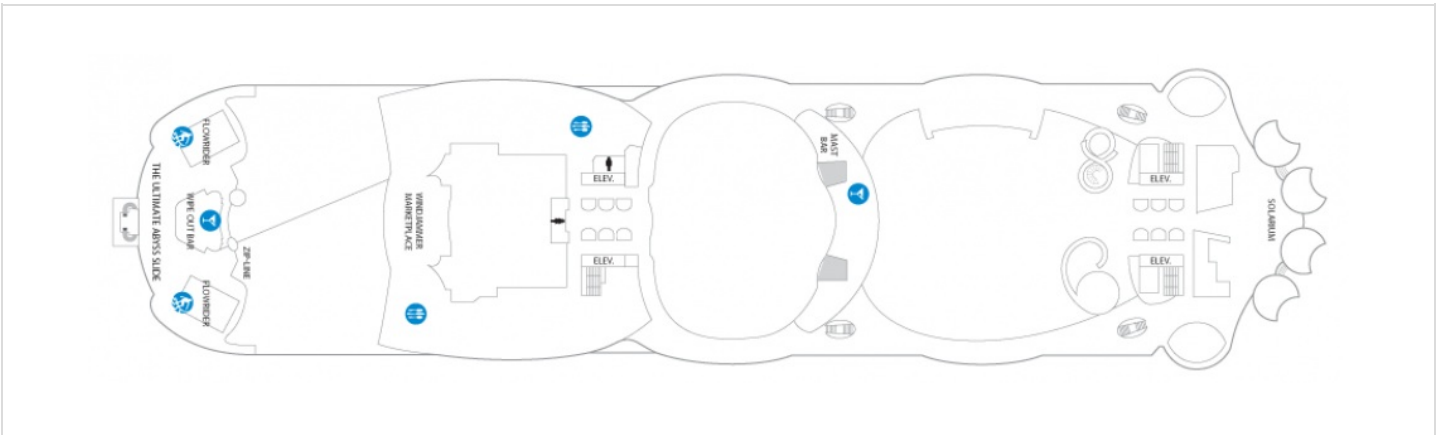 FLOWRIDER
THE ULTIMATE ABYSS SLIDE
WIPE OUT BAR
ZIP-LINE
FLOWRIDER
WINDJAMMER
MARKETPLACE
ELEV.
ELEV.
MAST
BAR
ELEV.
ELEV.
SOLARIUM